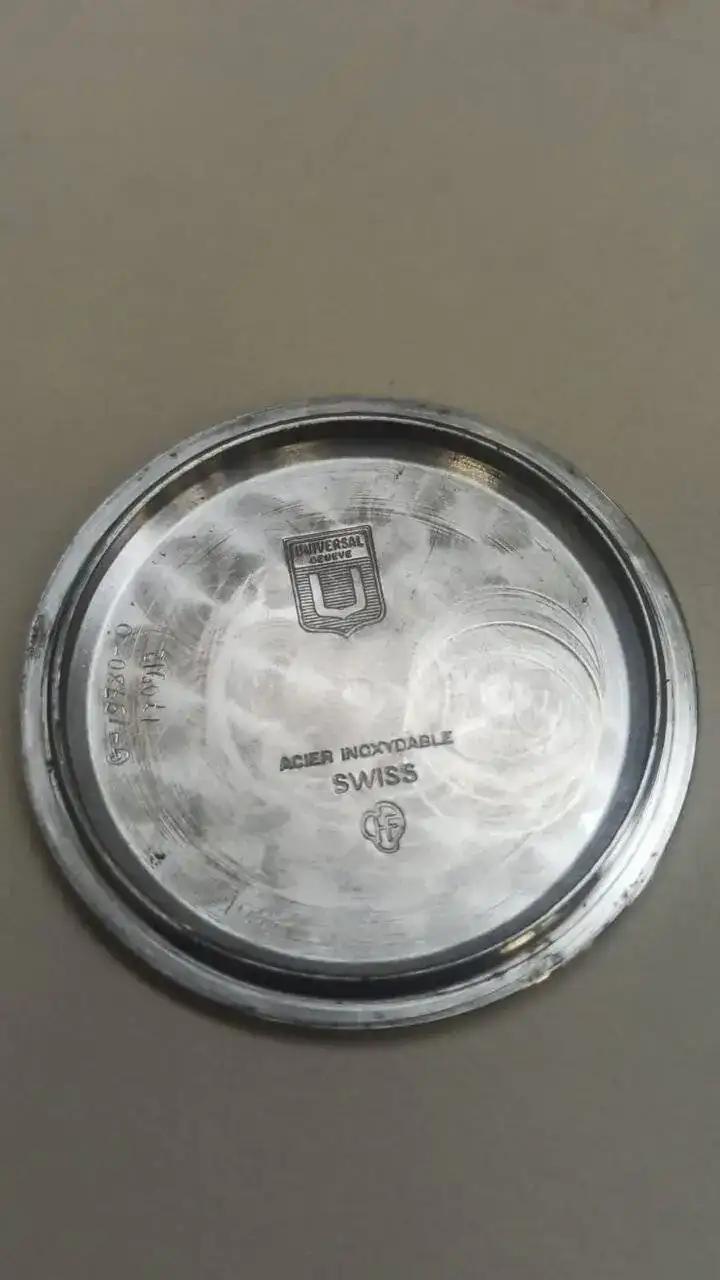 UNIVERSAL
GENEVE
U
ACIER INOXYDABLE
SWISS